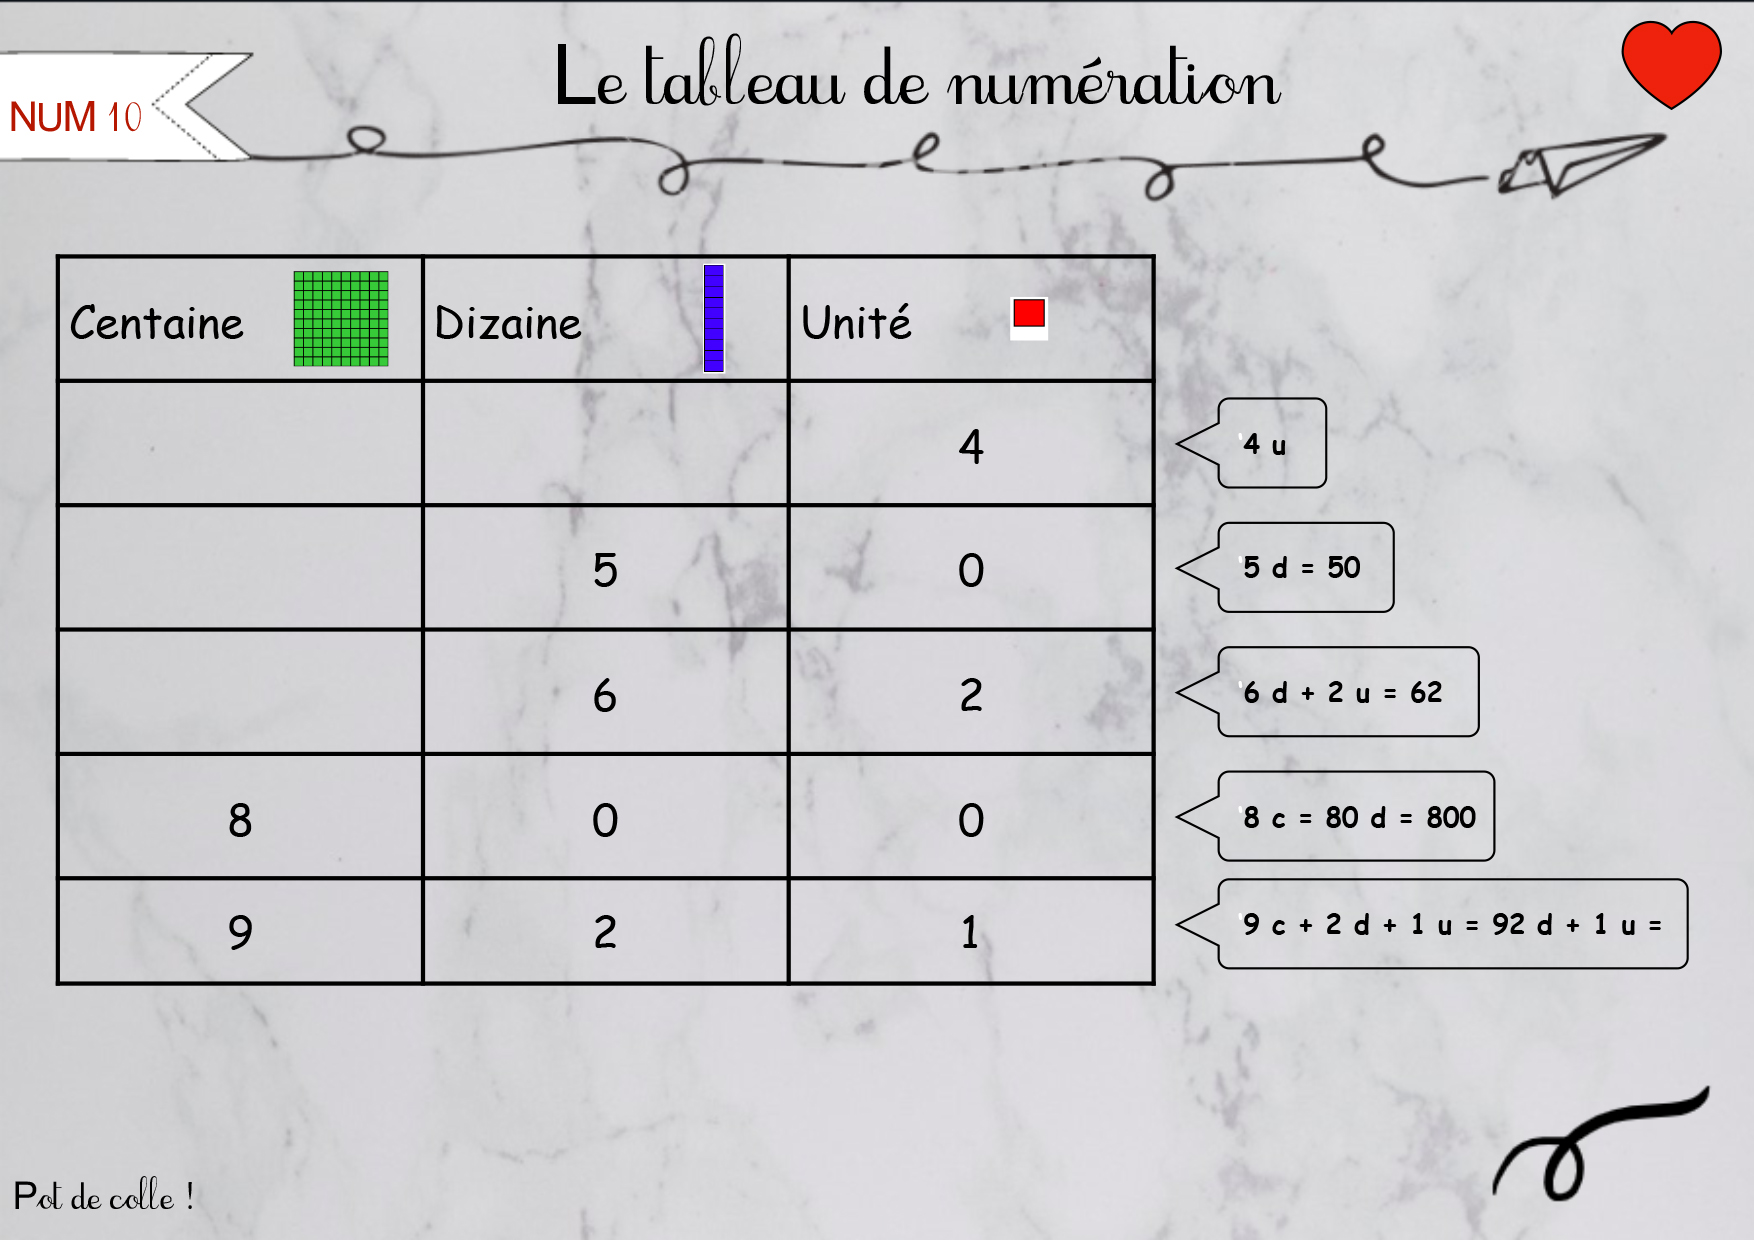 Le tableau de numération
NUM 10
Centaine Dizaine Unité
4
4 u
5 0
5 d = 50
6 2
6 d + 2 u = 62
8 0 0
8 c = 80 d = 800
9 2 1
9 c + 2 d + 1 u = 92 d + 1 u =
Pot de colle !